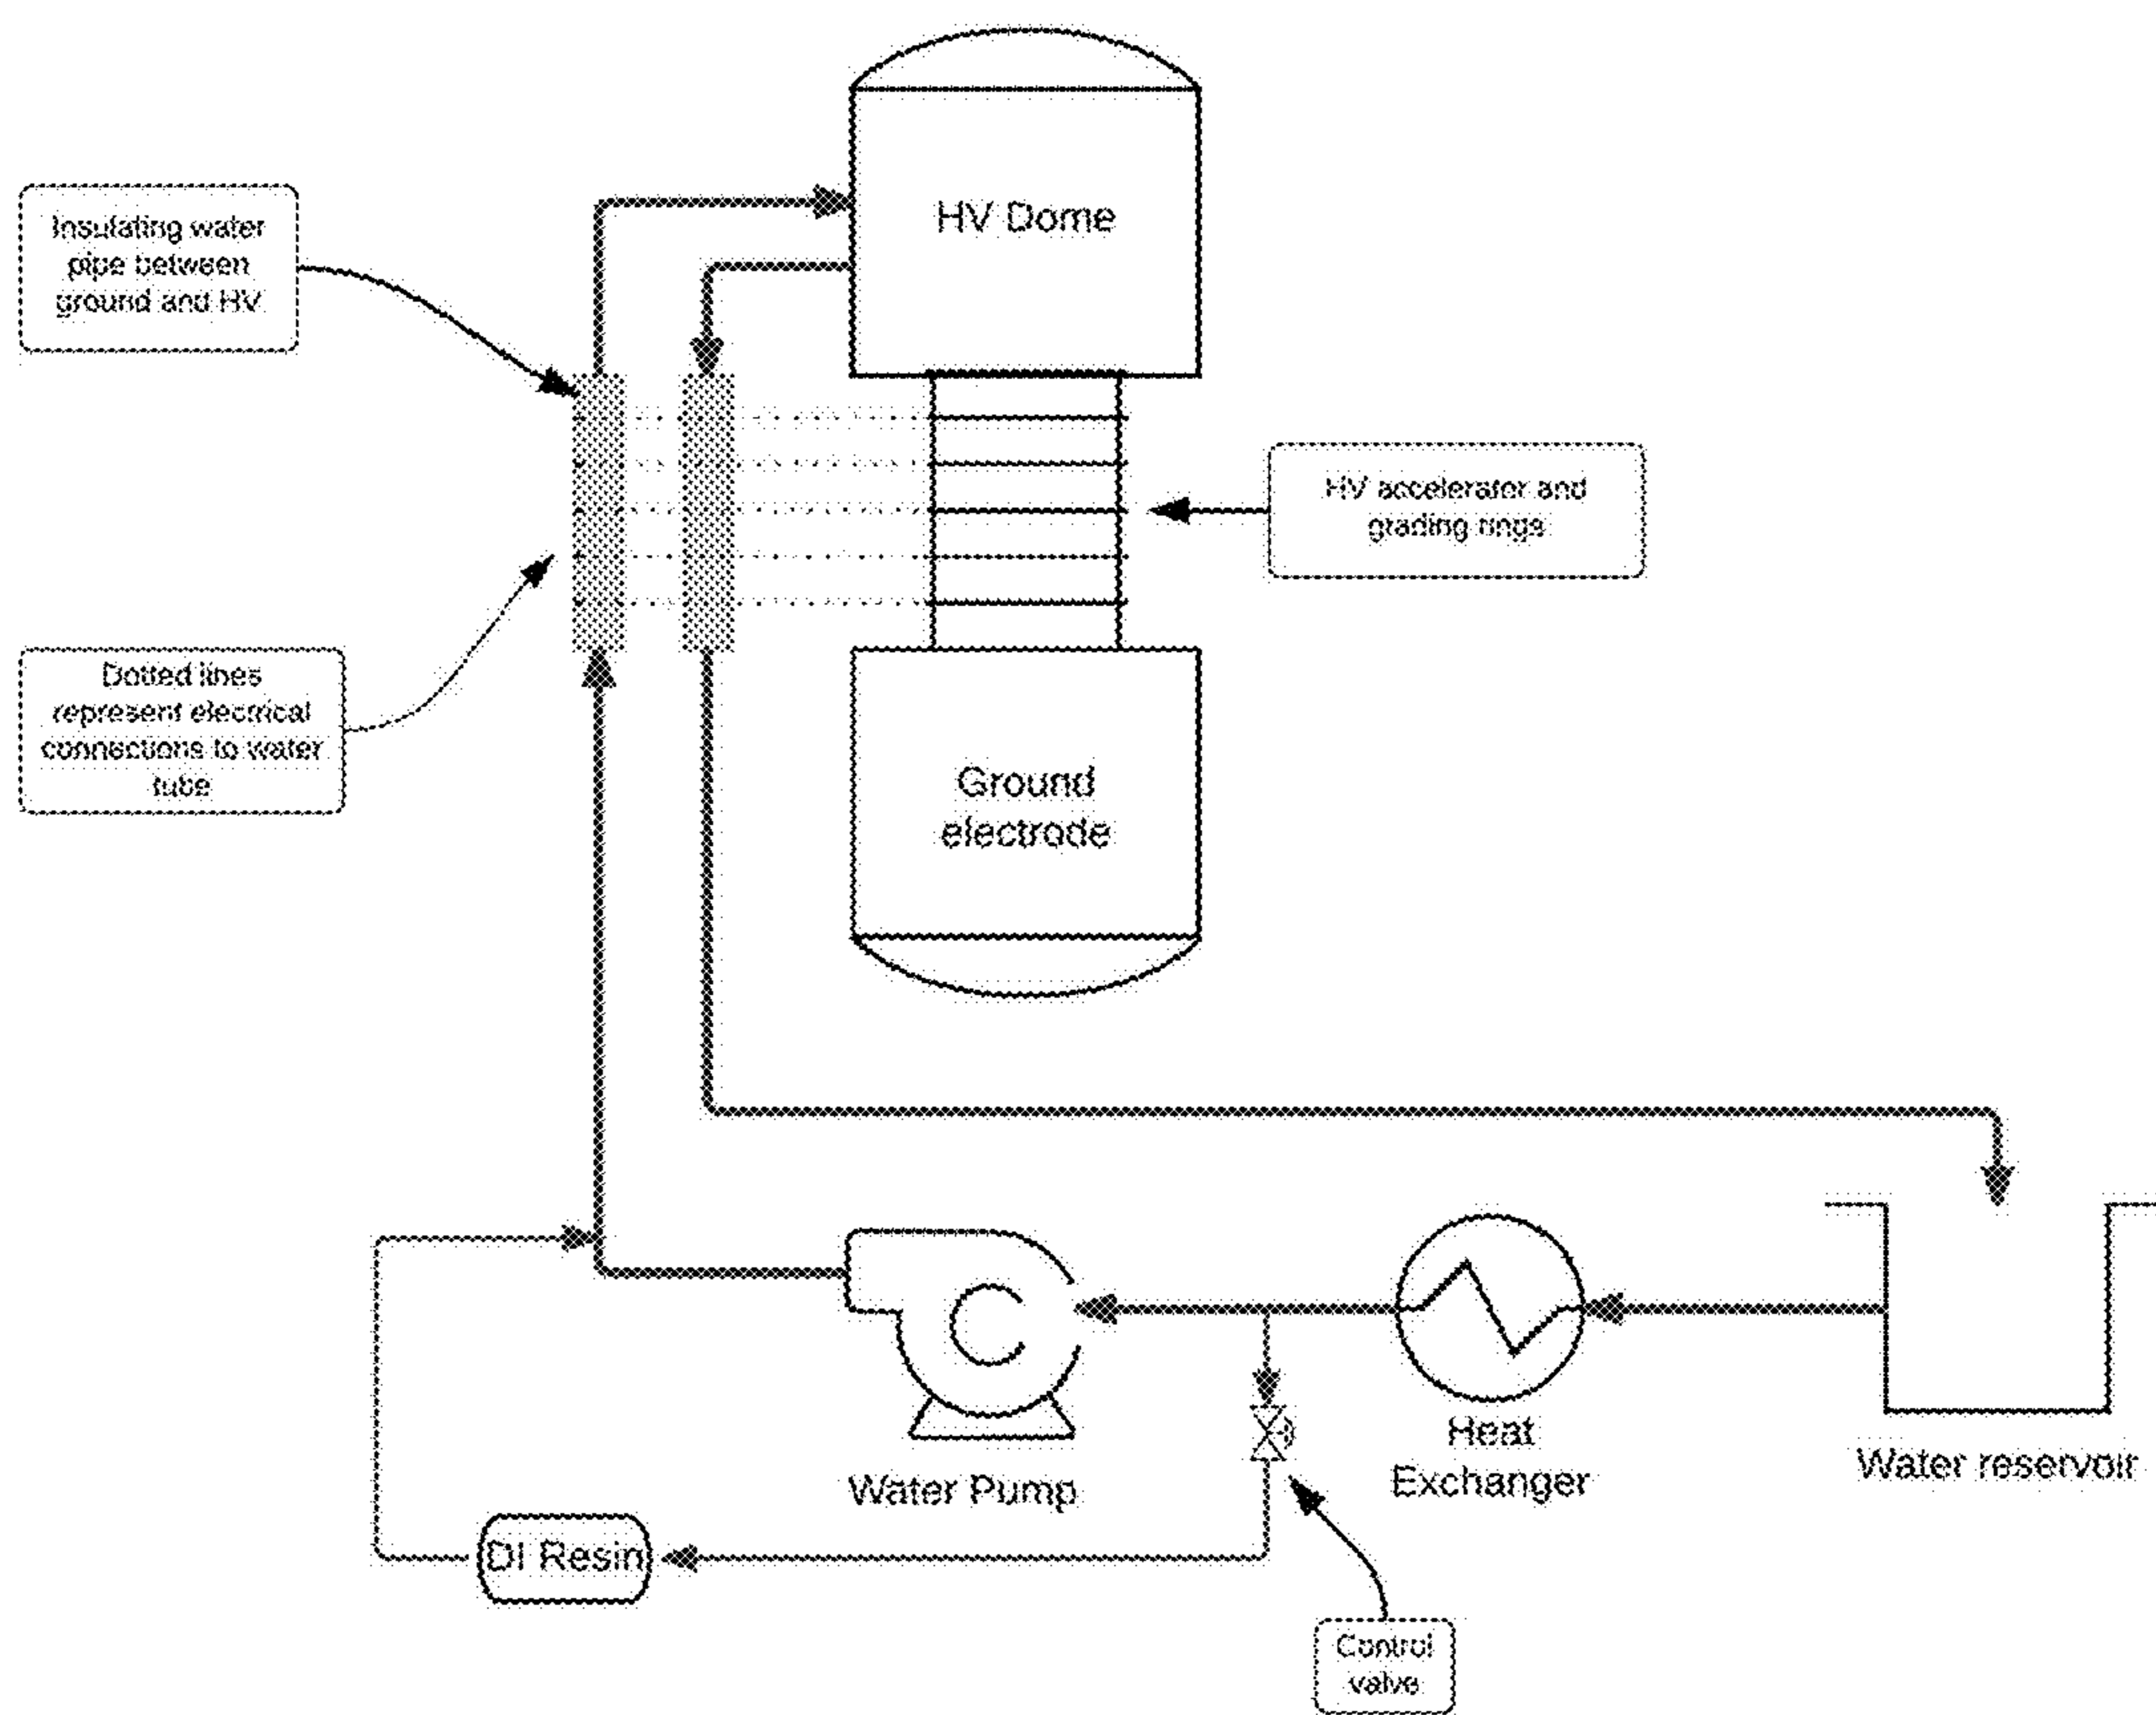 HV Dome
Insulating water
pipe between
ground and HV
HV accelerater and
grading rings
Dotted lines
represent electrical
connections to water
tube
Ground
electrode
Water Pump
Heat
Exchanger
Water reservoir
DI Resin
Control
valve